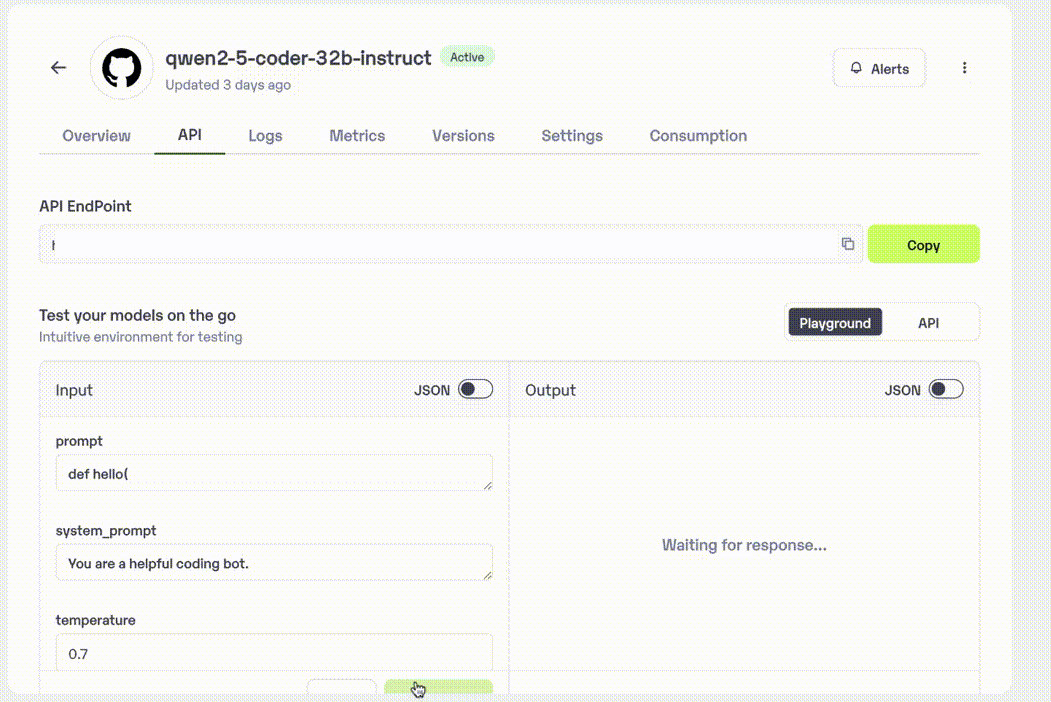 qwen2-5-coder-32b-instruct Active
Updated 3 days ago
Alerts
Overview API Logs Metrics Versions Settings Consumption
API EndPoint
Copy
Test your models on the go
Intuitive environment for testing
Playground API
Input JSON
Output JSON
prompt
def hello(
system_prompt
You are a helpful coding bot.
Waiting for response...
temperature
0.7